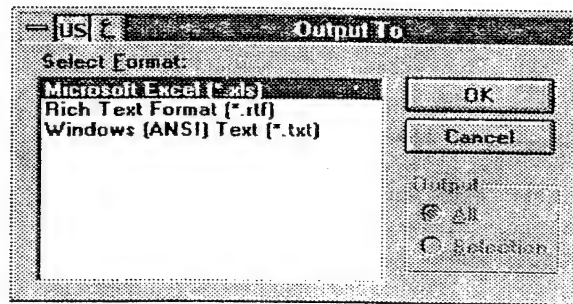 US خ Output To
Select Format:
Microsoft Excel (*.xls)
Rich Text Format (*.rtf)
Windows (ANSI) Text (*.txt)
OK
Cancel
Output
All
Selection